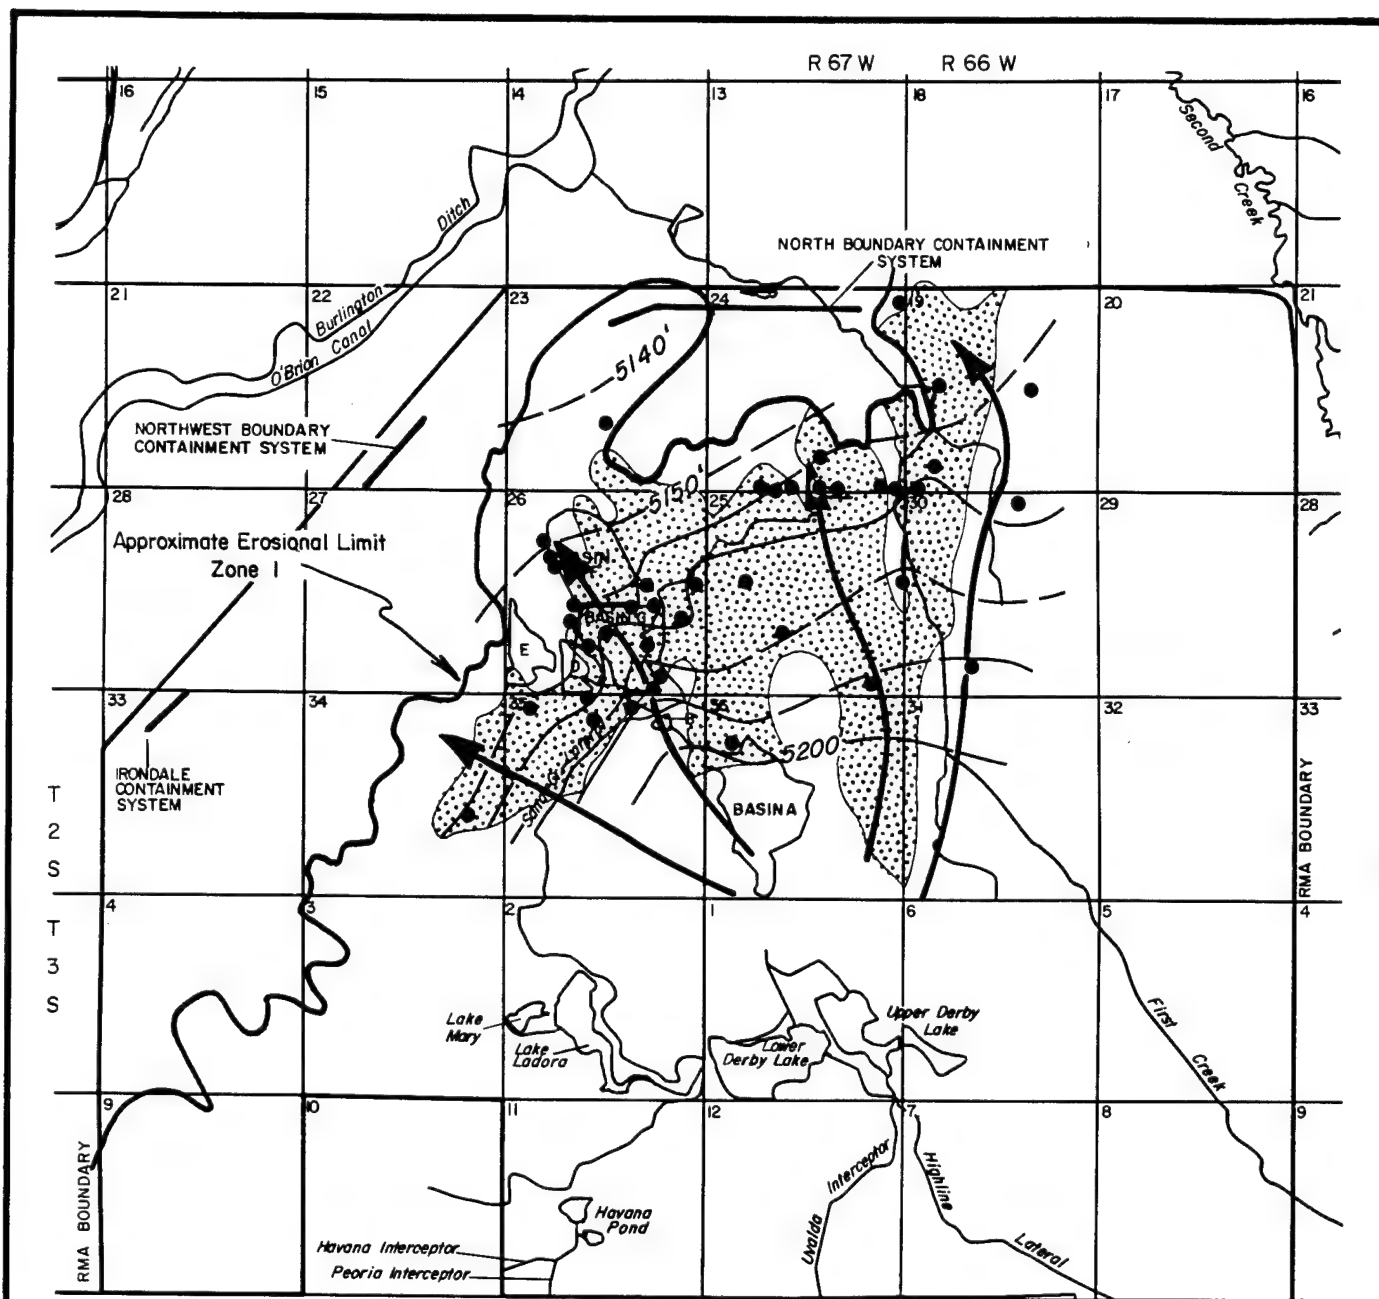 R 67 W R 66 W
16 15 14 13 18 17 16
Second
Creek
Ditch
NORTH BOUNDARY CONTAINMENT
SYSTEM
21 22 23 24 19 20 21
Burlington
O'Brian Canal
5140'
NORTHWEST BOUNDARY
CONTAINMENT SYSTEM
28 27 26 25 30 29 28
5150'
Approximate Erosional Limit
Zone 1
BASIN
BASIN C
E
D
33 34 35 36 31 32 33
B
5200'
IRONDALE
CONTAINMENT
SYSTEM
BASIN A
T
2
S
RMA BOUNDARY
4 3 2 1 6 5 4
T
3
S
Lake
Mary
Lake
Ladora
Lower
Derby Lake
Upper Derby
Lake
First
Creek
9 10 11 12 7 8 9
RMA BOUNDARY
Uvalda
Interceptor
Highline
Lateral
Havana
Pond
Havana Interceptor
Peoria Interceptor